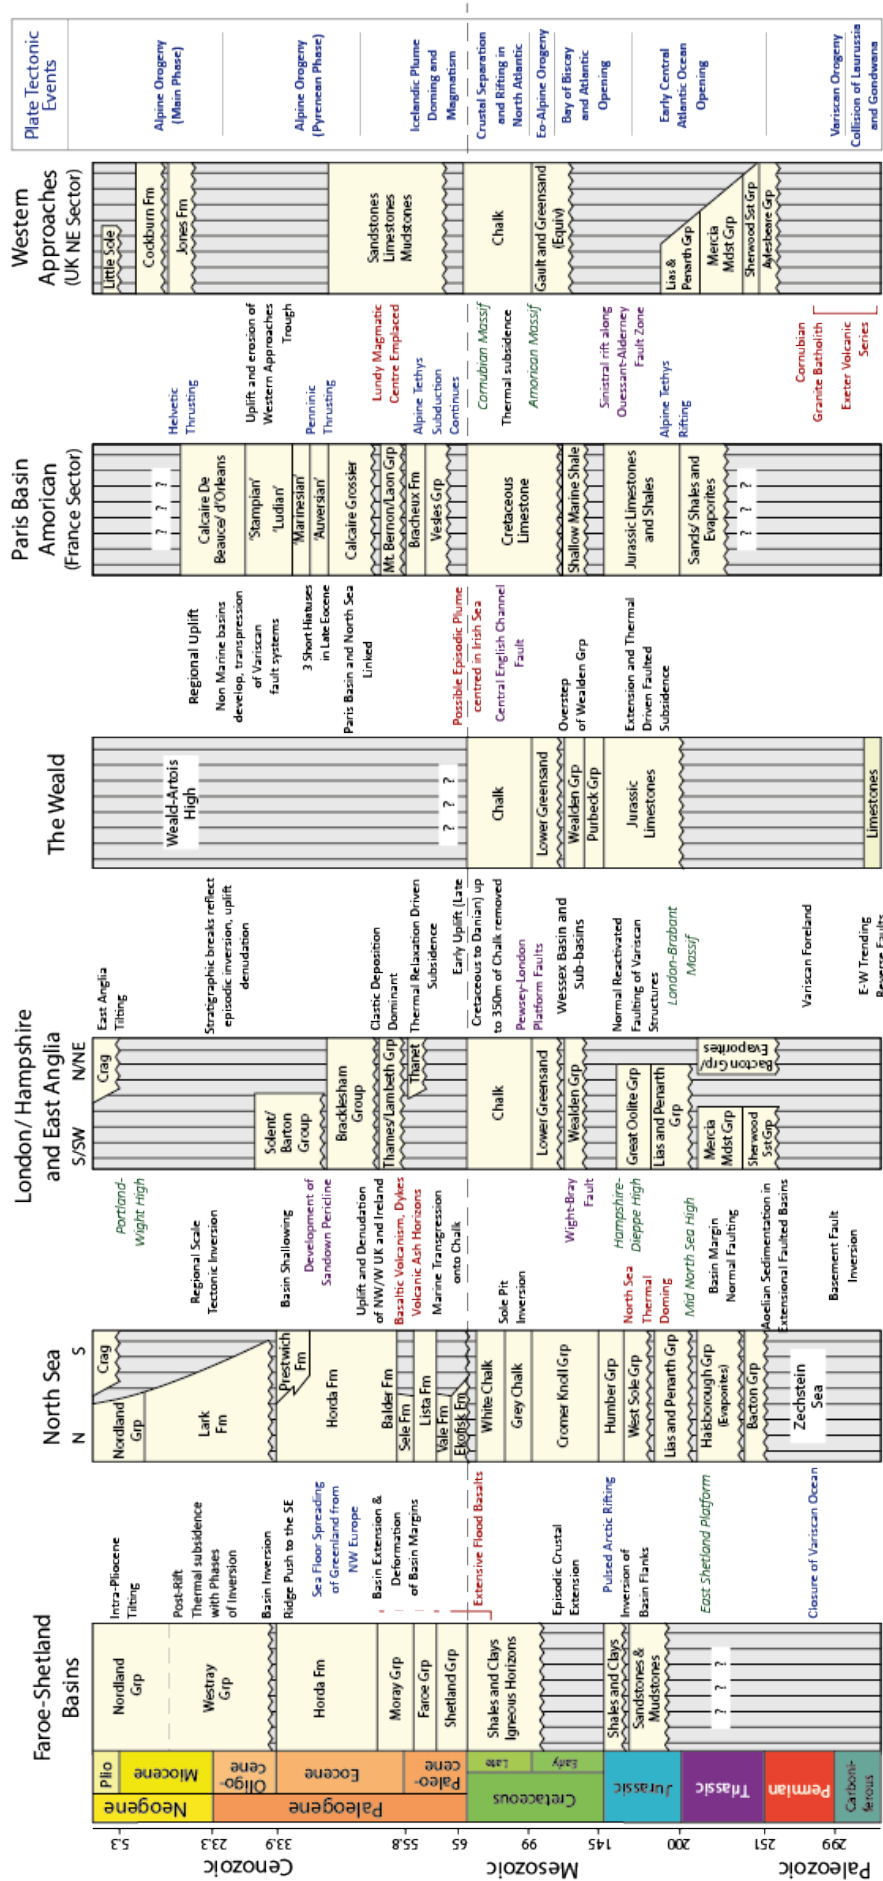 Plate Tectonic
Events
Alpine Orogeny
(Main Phase)
Alpine Orogeny
(Pyrenean Phase)
Icelandic Plume
Doming and
Magmatism
Crustal Separation
and Rifting in
North Atlantic
Eo-Alpine Orogeny
Bay of Biscay
and Atlantic
Opening
Early Central
Atlantic Ocean
Opening
Variscan Orogeny
Collision of Laurussia
and Gondwana
Western
Approaches
(UK NE Sector)
Little Sole
Cockburn Fm
Jones Fm
Sandstones
Limestones
Mudstones
Chalk
Gault and Greensand
(Equiv)
Lias &
Penarth Grp
Mercia
Mdst Grp
Sherwood Sst Grp
Aylesbeare Grp
Helvetic
Thrusting
Uplift and erosion of
Western Approaches
Trough
Penninic
Thrusting
Lundy Magmatic
Centre Emplaced
Alpine Tethys
Subduction
Continues
Cornubian Massif
Thermal subsidence
Amorican Massif
Sinistral rift along
Ouessant-Alderney
Fault Zone
Alpine Tethys
Rifting
Cornubian
Granite Batholith
Exeter Volcanic
Series
Paris Basin
Amorican
(France Sector)
? ? ?
Calcaire De
Beauce/ d'Orleans
'Stampian'
'Ludian'
'Marinesian'
'Auversian'
Calcaire Grossier
Mt. Bernon/Laon Grp
Bracheux Fm
Vesles Grp
Cretaceous
Limestone
Shallow Marine Shale
Jurassic Limestones
and Shales
Sands/ Shales and
Evaporites
? ? ?
Regional Uplift
Non Marine basins
develop, transpression
of Variscan
fault systems
3 Short Hiatuses
in Late Eocene
Paris Basin and North Sea
Linked
Possible Episodic Plume
centred in Irish Sea
Central English Channel
Fault
Overstep
of Wealden Grp
Extension and Thermal
Driven Faulted
Subsidence
The Weald
Weald-Artois
High
? ? ?
Chalk
Lower Greensand
Wealden Grp
Purbeck Grp
Jurassic
Limestones
Limestones
East Anglia
Tilting
Stratigraphic breaks reflect
episodic inversion, uplift
denudation
Clastic Deposition
Dominant
Thermal Relaxation Driven
Subsidence
Early Uplift (Late
Cretaceous to Danian) up
to 350m of Chalk removed
Pewsey-London
Platform Faults
Wessex Basin and
Sub-basins
Normal Reactivated
Faulting of Variscan
Structures
London-Brabant
Massif
Variscan Foreland
E-W Trending
Reverse Faults
London/ Hampshire
and East Anglia
S/SW N/NE
Crag
Solent/
Barton
Group
Bracklesham
Group
Thames/Lambeth Grp
Thanet
Chalk
Lower Greensand
Wealden Grp
Great Oolite Grp
Lias and Penarth
Grp
Bacton Grp/
Evaporites
Mercia
Mdst Grp
Sherwood
Sst Grp
Portland-
Wight High
Regional Scale
Tectonic Inversion
Basin Shallowing
Development of
Sandown Pericline
Uplift and Denudation
of NW/W UK and Ireland
Basaltic Volcanism, Dykes
Volcanic Ash Horizons
Marine Transgression
onto Chalk
Sole Pit
Inversion
Wight-Bray
Fault
Hampshire-
Dieppe High
North Sea
Thermal
Doming
Mid North Sea High
Basin Margin
Normal Faulting
Aoelian Sedimentation in
Extensional Faulted Basins
Basement Fault
Inversion
North Sea
N S
Crag
Nordland
Grp
Lark
Fm
Prestwich
Fm
Horda Fm
Balder Fm
Sele Fm
Lista Fm
Vale Fm
Ekofisk Fm
White Chalk
Grey Chalk
Cromer Knoll Grp
Humber Grp
West Sole Grp
Lias and Penarth Grp
Haisborough Grp
(Evaporites)
Bacton Grp
Zechstein
Sea
Intra-Pliocene
Tilting
Post-Rift
Thermal subsidence
with Phases
of Inversion
Basin Inversion
Ridge Push to the SE
Sea Floor Spreading
of Greenland from
NW Europe
Basin Extension &
Deformation
of Basin Margins
Extensive Flood Basalts
Episodic Crustal
Extension
Pulsed Arctic Rifting
Inversion of
Basin Flanks
East Shetland Platform
Closure of Variscan Ocean
Faroe-Shetland
Basins
Nordland
Grp
Westray
Grp
Horda Fm
Moray Grp
Faroe Grp
Shetland Grp
Shales and Clays
Igneous Horizons
Shales and Clays
Sandstones &
Mudstones
? ? ?
Plio
Miocene
Oligo-
cene
Eocene
Paleo-
cene
Late
Early
Neogene
Paleogene
Cretaceous
Jurassic
Triassic
Permian
Carboni-
ferous
5.3
23.3
33.9
55.8
65
99
145
200
251
299
Cenozoic
Mesozoic
Paleozoic